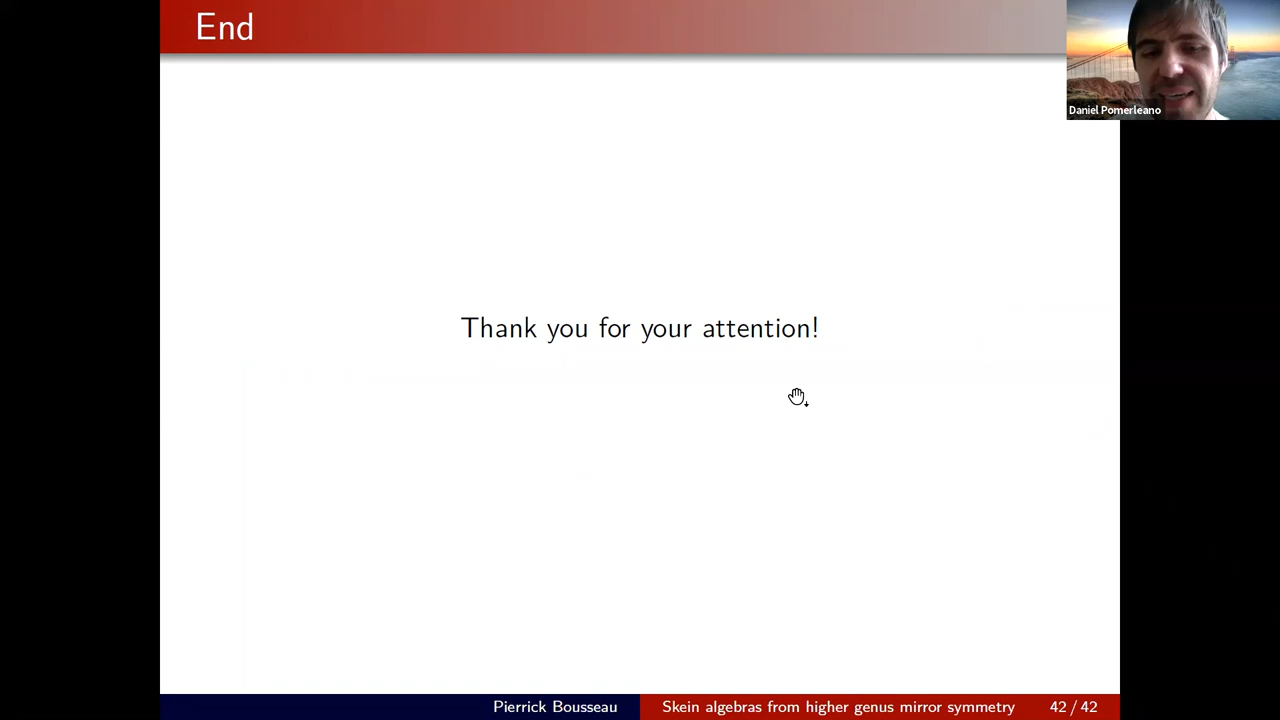 End
Daniel Pomerleano
Thank you for your attention!
Pierrick Bousseau
Skein algebras from higher genus mirror symmetry
42 / 42